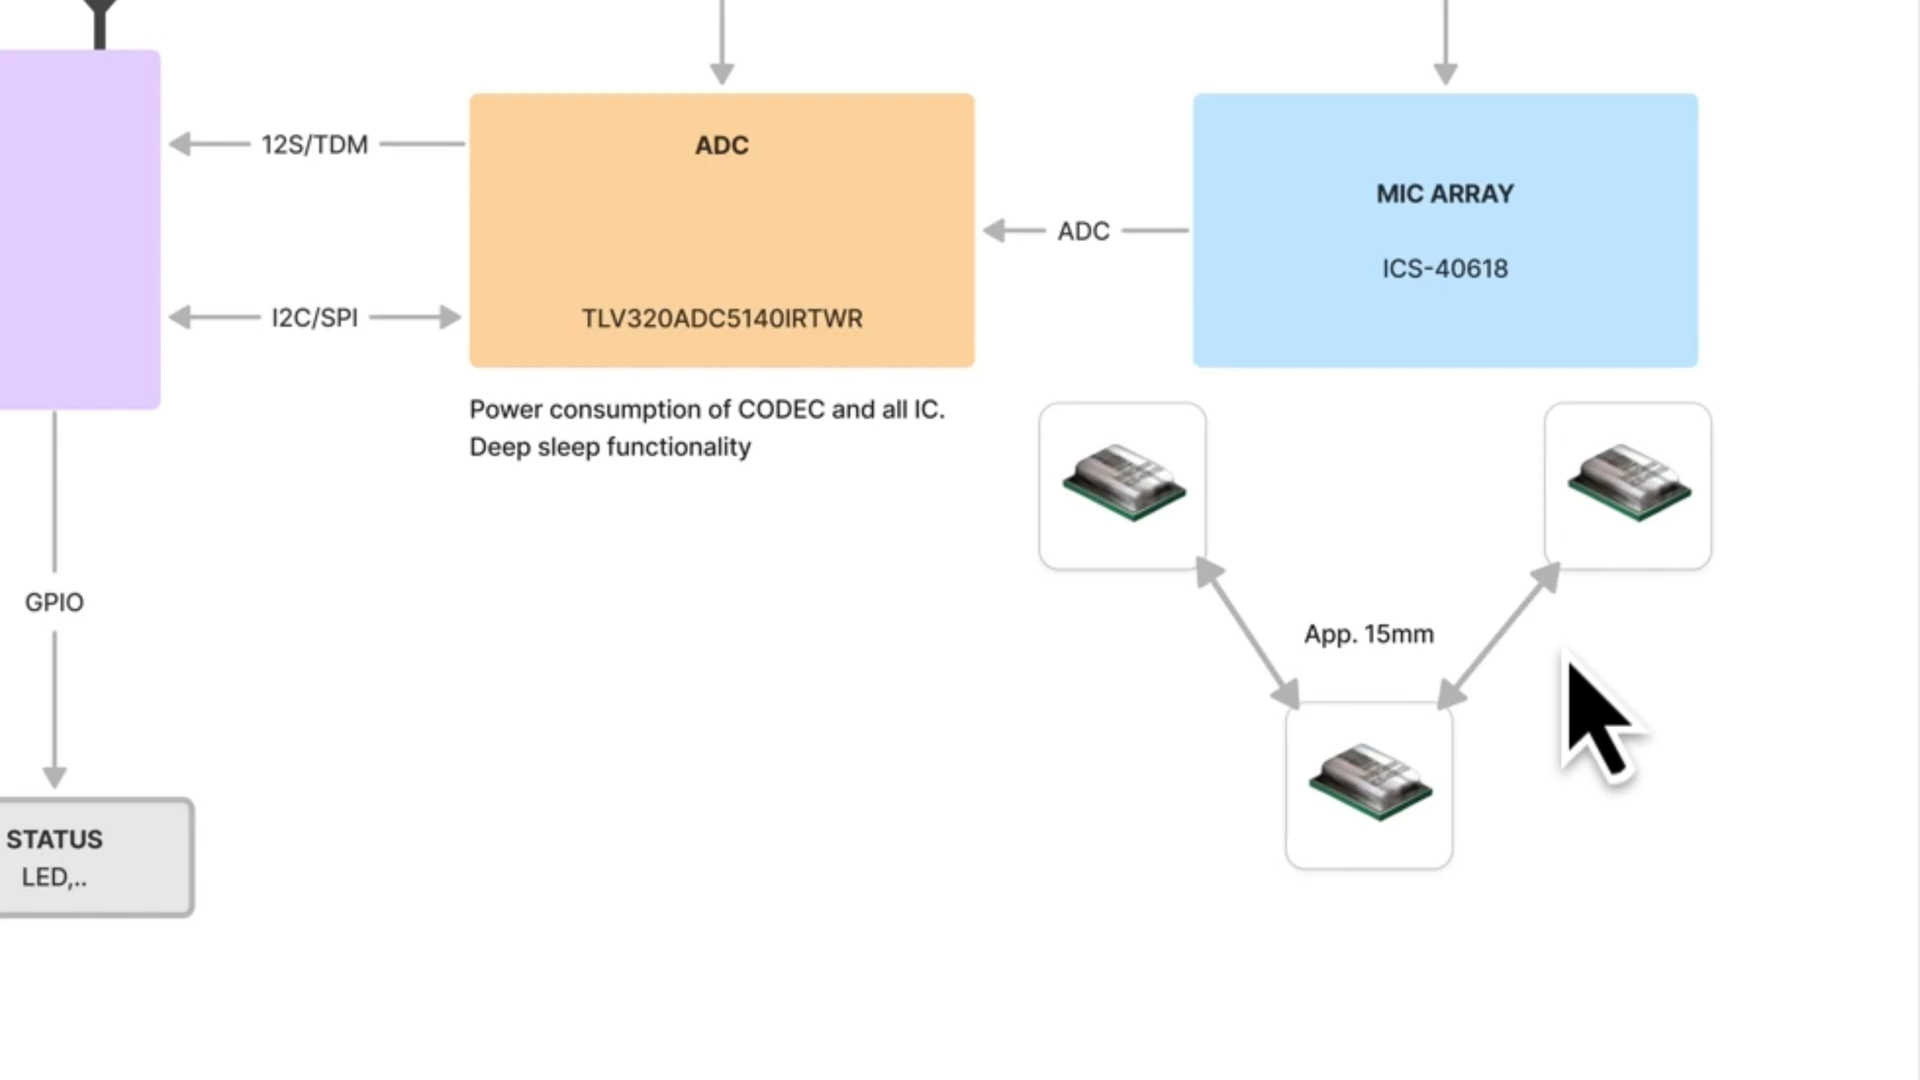 12S/TDM
ADC
MIC ARRAY
ADC
ICS-40618
I2C/SPI
TLV320ADC5140IRTWR
Power consumption of CODEC and all IC.
Deep sleep functionality
GPIO
App. 15mm
STATUS
LED,..